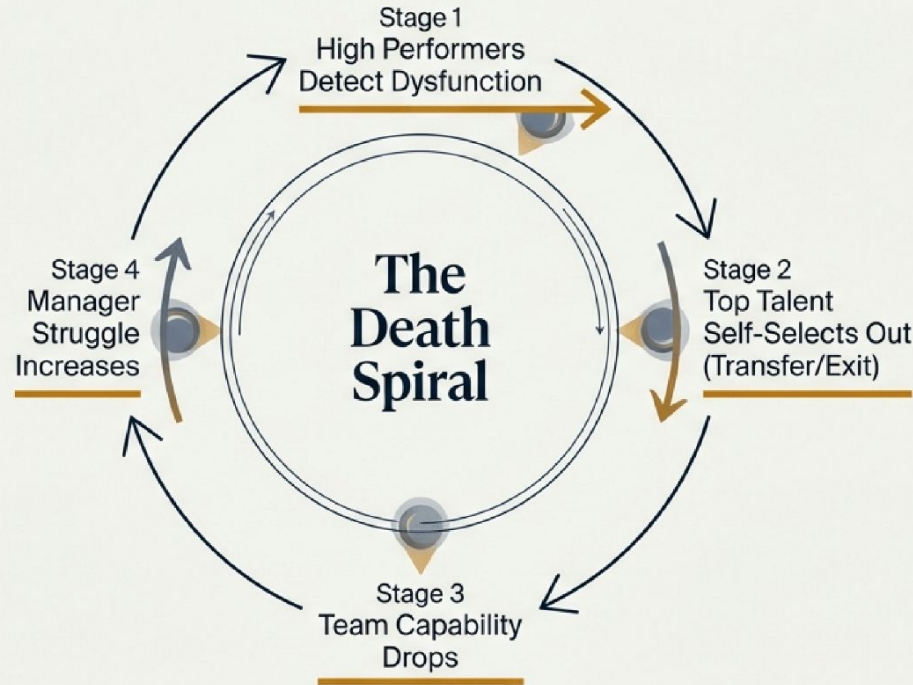 Stage 1
High Performers
Detect Dysfunction
The
Death
Spiral
Stage 2
Top Talent
Self-Selects Out
(Transfer/Exit)
Stage 3
Team Capability
Drops
Stage 4
Manager
Struggle
Increases